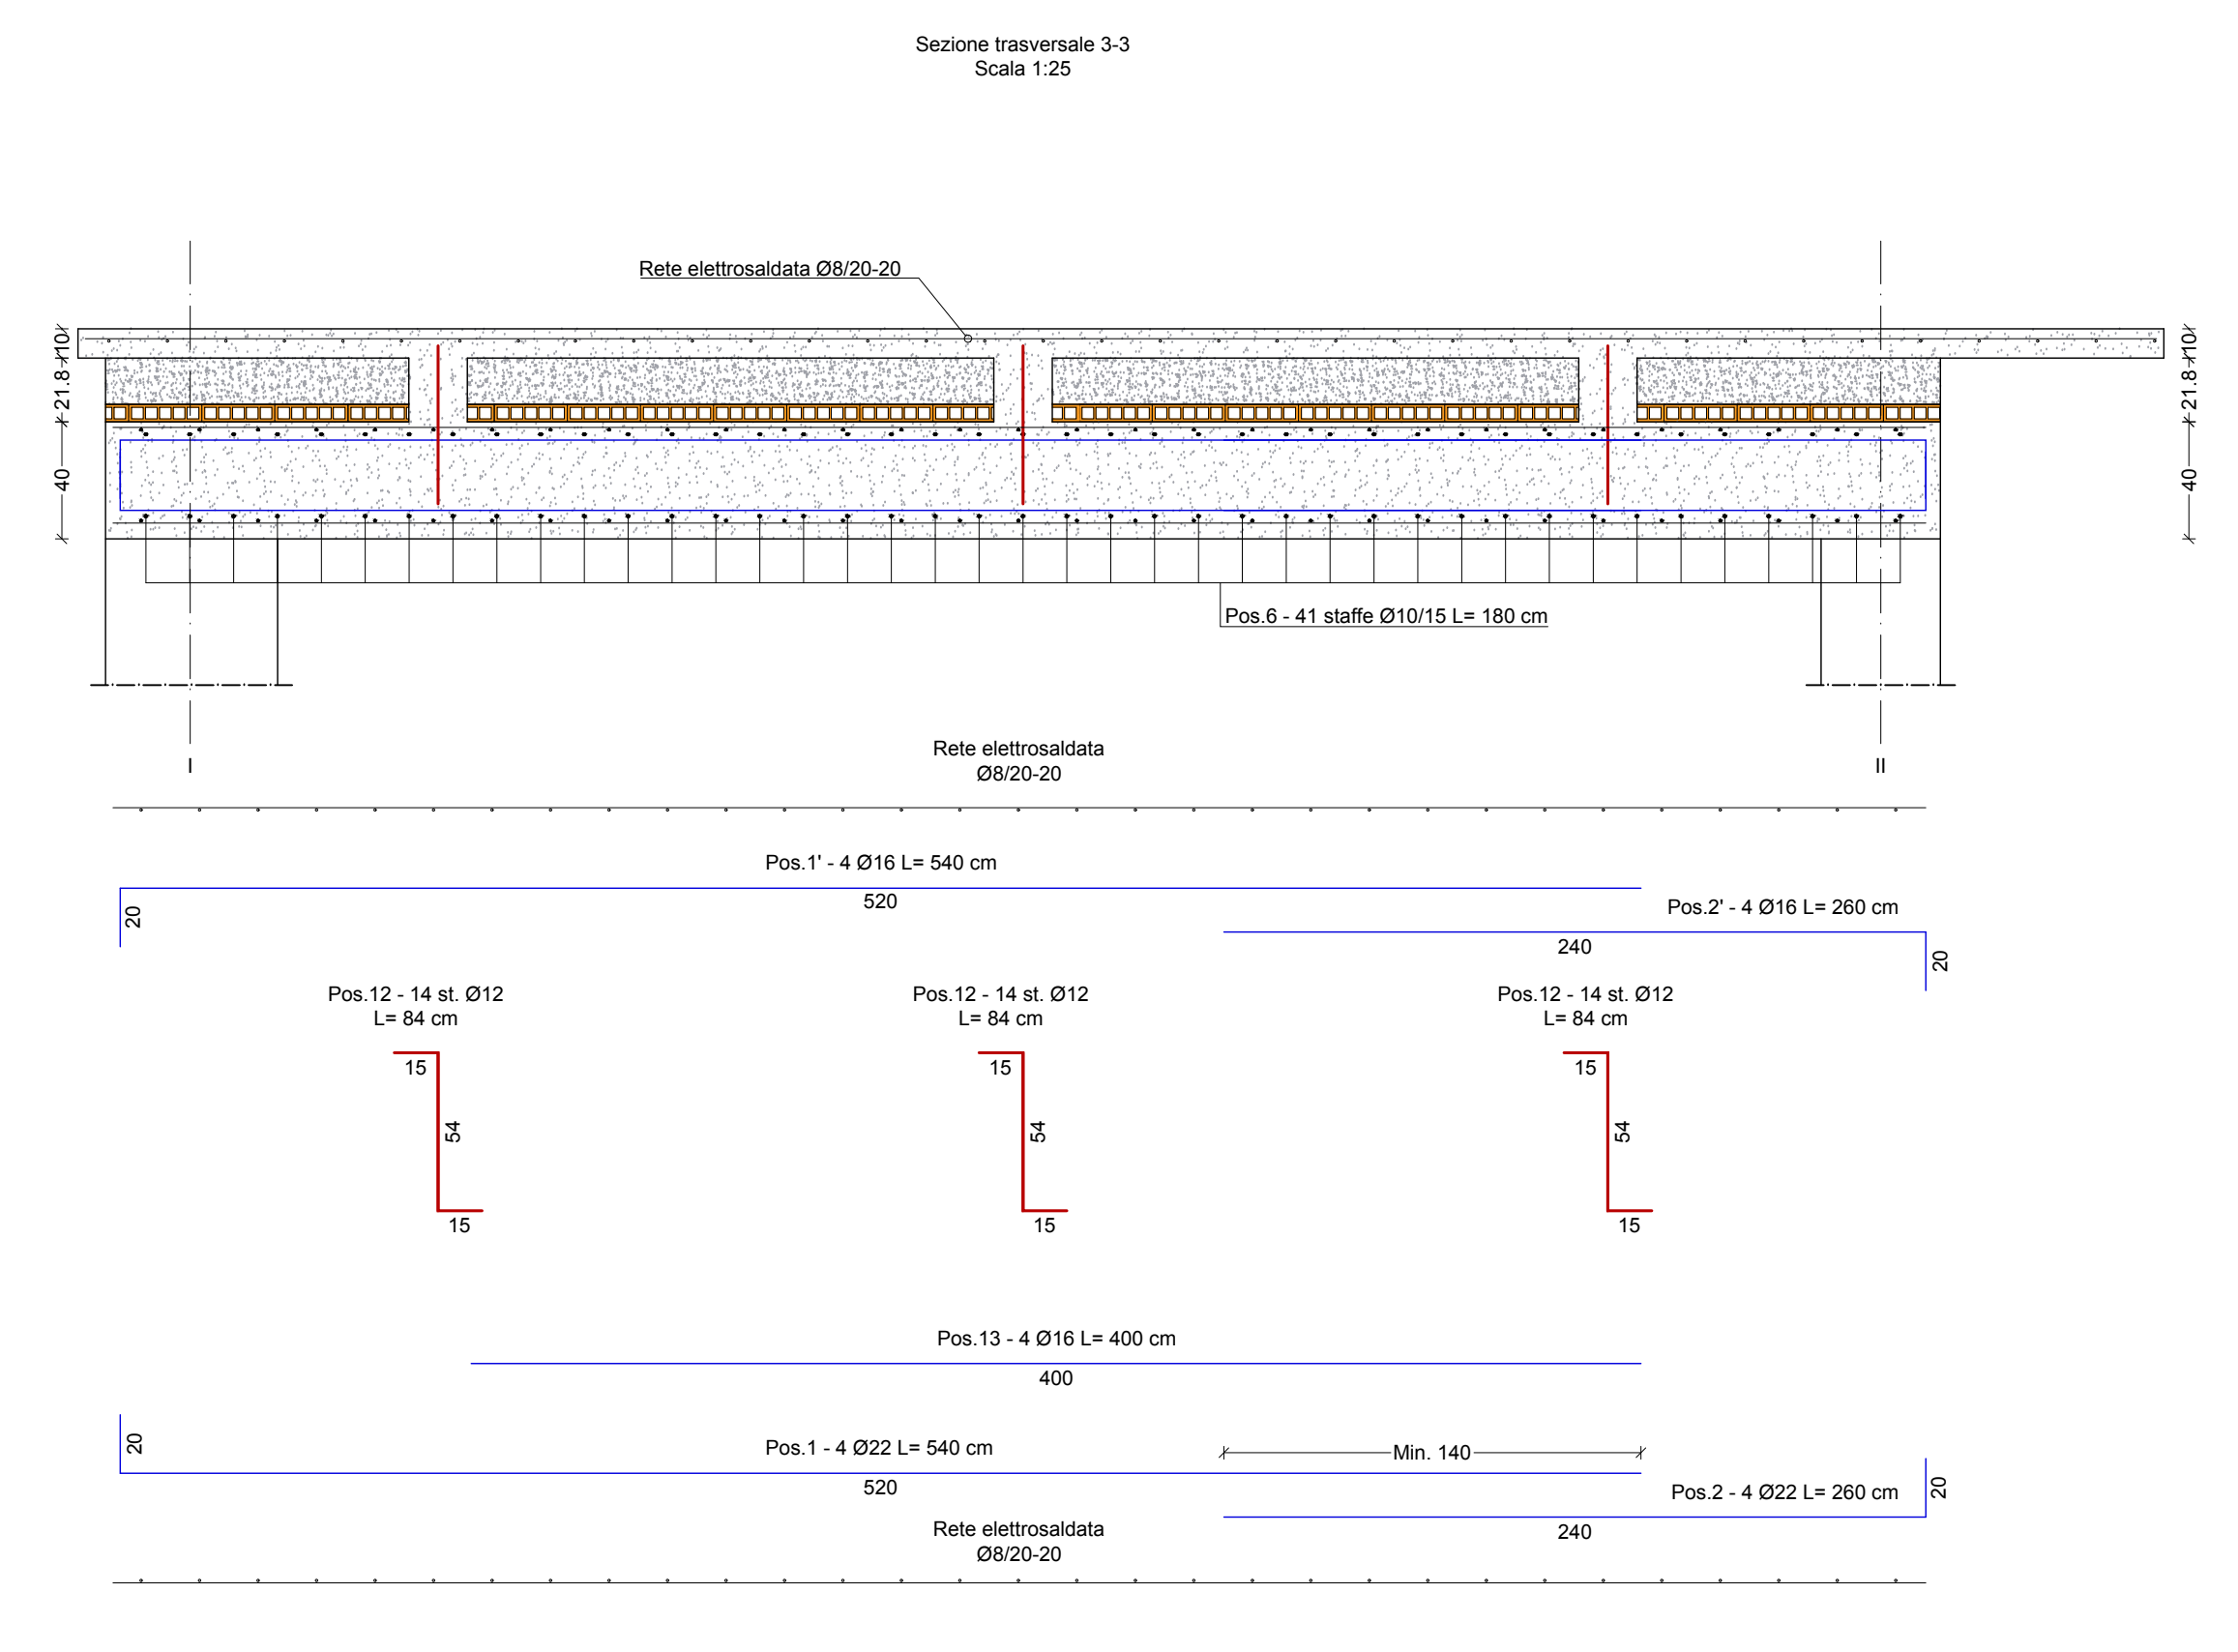 Sezione trasversale 3-3
Scala 1:25
Rete elettrosaldata Ø8/20-20
10
10
21.8
21.8
40
40
Pos.6 - 41 staffe Ø10/15 L= 180 cm
I
II
Rete elettrosaldata
Ø8/20-20
Pos.1' - 4 Ø16 L= 540 cm
520
20
Pos.2' - 4 Ø16 L= 260 cm
240
20
Pos.12 - 14 st. Ø12
L= 84 cm
15
54
15
Pos.12 - 14 st. Ø12
L= 84 cm
15
54
15
Pos.12 - 14 st. Ø12
L= 84 cm
15
54
15
Pos.13 - 4 Ø16 L= 400 cm
400
20
Pos.1 - 4 Ø22 L= 540 cm
520
Min. 140
Pos.2 - 4 Ø22 L= 260 cm
240
20
Rete elettrosaldata
Ø8/20-20